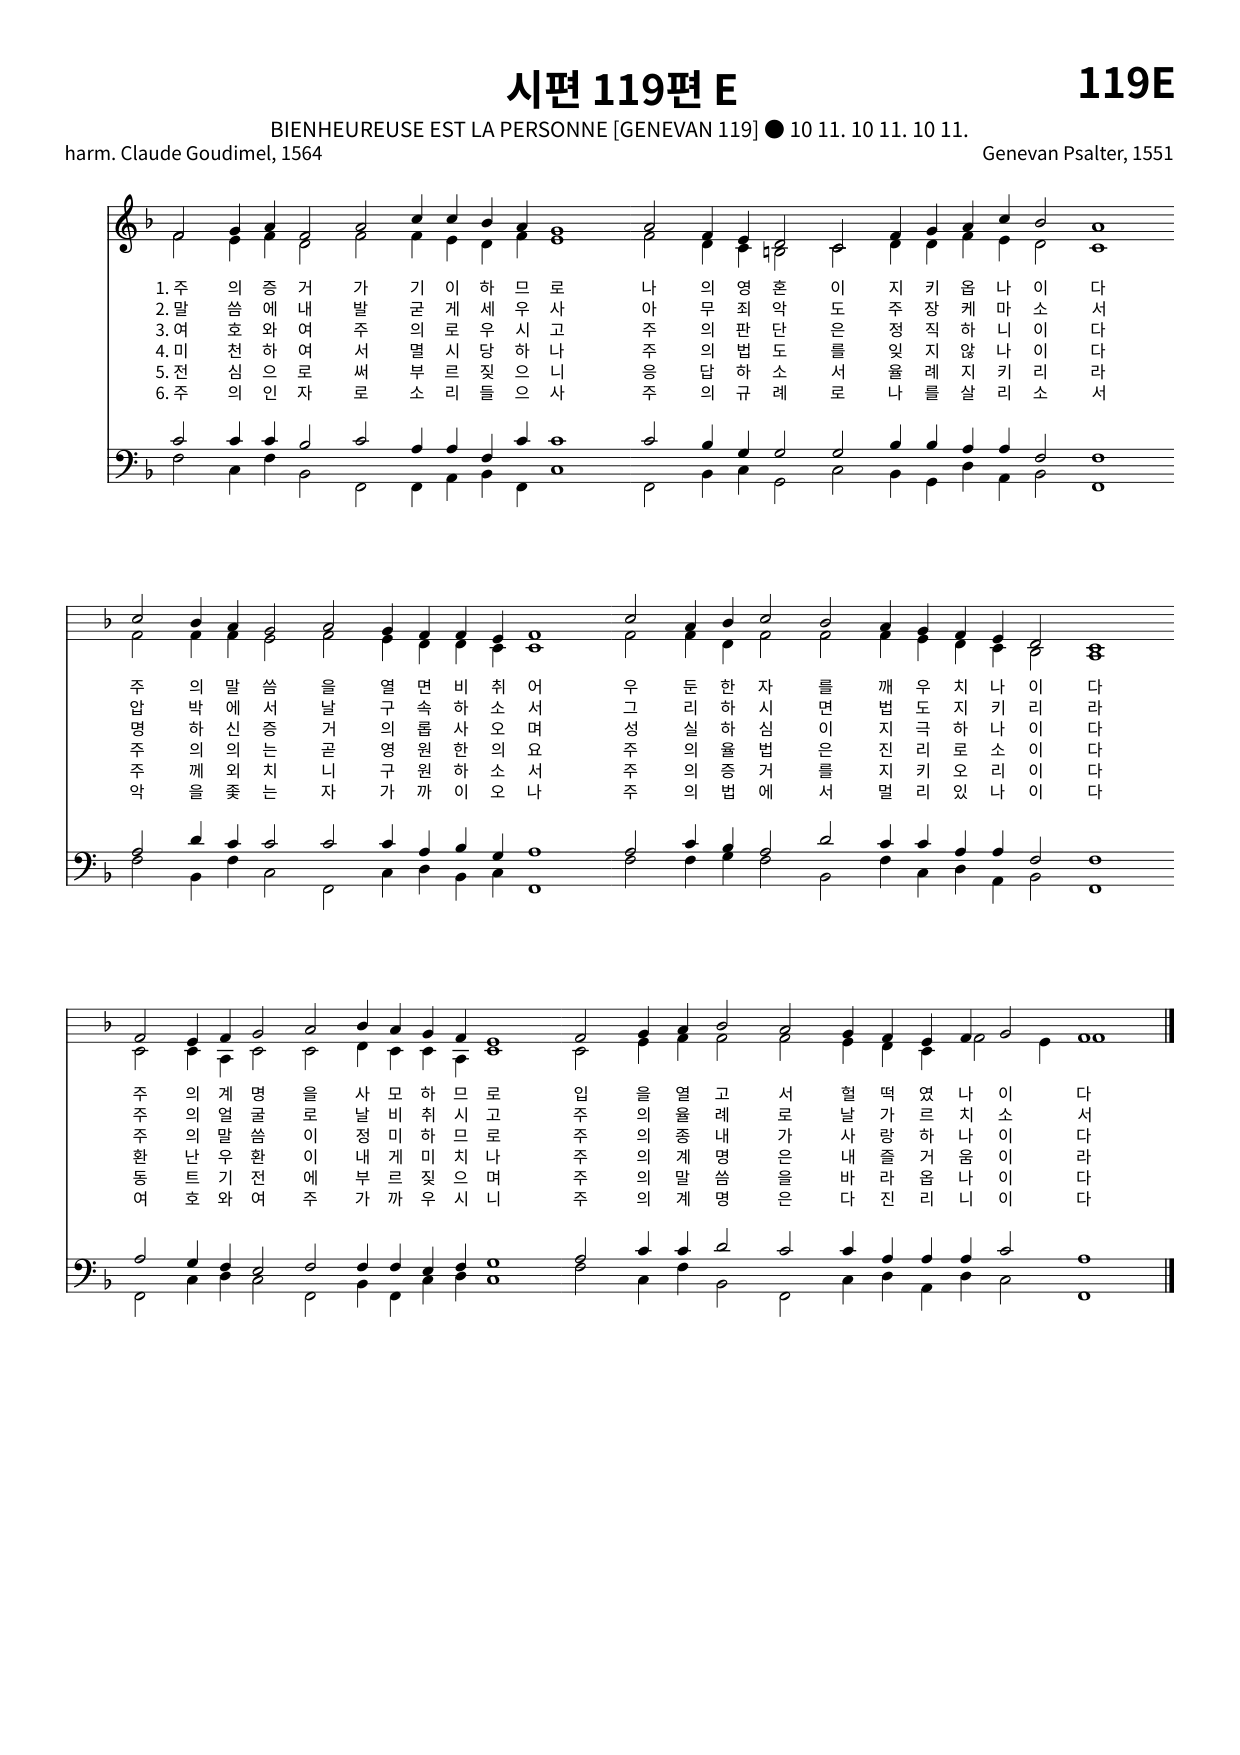 시편 119편 E
119E
BIENHEUREUSE EST LA PERSONNE [GENEVAN 119] ● 10 11. 10 11. 10 11.
harm. Claude Goudimel, 1564
Genevan Psalter, 1551
1. 주 의 증 거 가 기 이 하 므 로 나 의 영 혼 이 지 키 옵 나 이 다
2. 말 씀 에 내 발 굳 게 세 우 사 아 무 죄 악 도 주 장 케 마 소 서
3. 여 호 와 여 주 의 로 우 시 고 주 의 판 단 은 정 직 하 니 이 다
4. 미 천 하 여 서 멸 시 당 하 나 주 의 법 도 를 잊 지 않 나 이 다
5. 전 심 으 로 써 부 르 짖 으 니 응 답 하 소 서 율 례 지 키 리 라
6. 주 의 인 자 로 소 리 들 으 사 주 의 규 례 로 나 를 살 리 소 서
주 의 말 씀 을 열 면 비 취 어 우 둔 한 자 를 깨 우 치 나 이 다
압 박 에 서 날 구 속 하 소 서 그 리 하 시 면 법 도 지 키 리 라
명 하 신 증 거 의 롭 사 오 며 성 실 하 심 이 지 극 하 나 이 다
주 의 의 는 곧 영 원 한 의 요 주 의 율 법 은 진 리 로 소 이 다
주 께 외 치 니 구 원 하 소 서 주 의 증 거 를 지 키 오 리 이 다
악 을 좇 는 자 가 까 이 오 나 주 의 법 에 서 멀 리 있 나 이 다
주 의 계 명 을 사 모 하 므 로 입 을 열 고 서 헐 떡 였 나 이 다
주 의 얼 굴 로 날 비 취 시 고 주 의 율 례 로 날 가 르 치 소 서
주 의 말 씀 이 정 미 하 므 로 주 의 종 내 가 사 랑 하 나 이 다
환 난 우 환 이 내 게 미 치 나 주 의 계 명 은 내 즐 거 움 이 라
동 트 기 전 에 부 르 짖 으 며 주 의 말 씀 을 바 라 옵 나 이 다
여 호 와 여 주 가 까 우 시 니 주 의 계 명 은 다 진 리 니 이 다